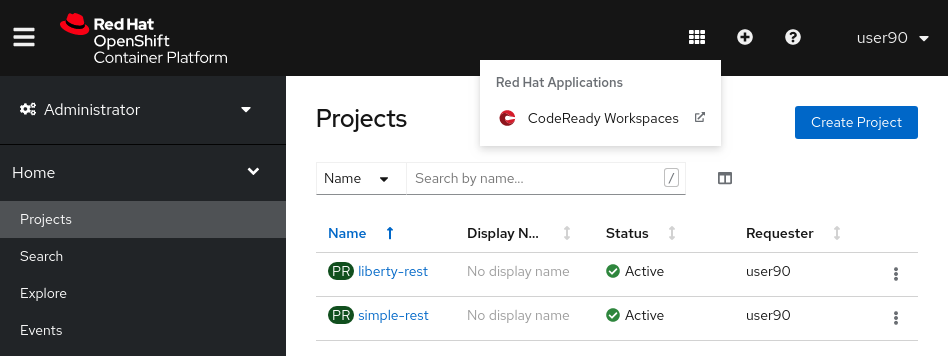 Red Hat
OpenShift
Container Platform
user90
Red Hat Applications
CodeReady Workspaces
Administrator
Home
Projects
Search
Explore
Events
Projects
Create Project
Name
Search by name...
/
Name Display N... Status Requester
PR liberty-rest No display name Active user90
PR simple-rest No display name Active user90